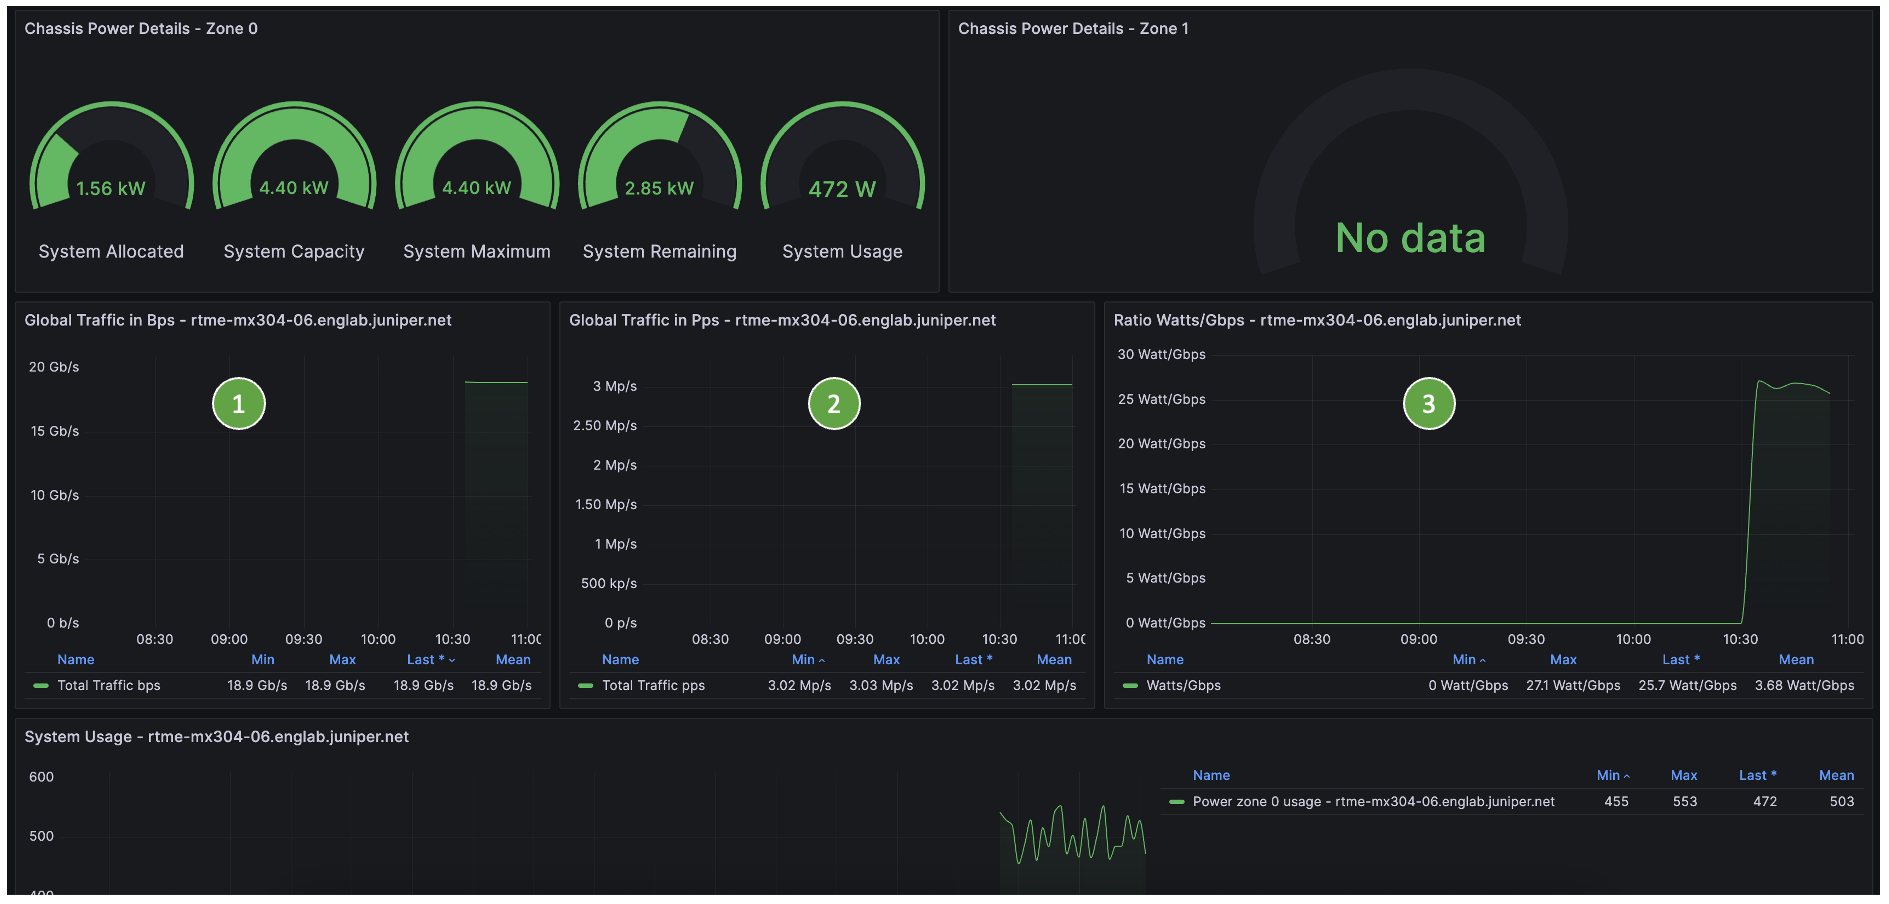 Chassis Power Details - Zone 0
1.56 kW
4.40 kW
4.40 kW
2.85 kW
472 W
System Allocated
System Capacity
System Maximum
System Remaining
System Usage
Chassis Power Details - Zone 1
No data
Global Traffic in Bps - rtme-mx304-06.englab.juniper.net
20 Gb/s
15 Gb/s
10 Gb/s
5 Gb/s
0 b/s
1
08:30 09:00 09:30 10:00 10:30 11:00
Name Min Max Last * Mean
Total Traffic bps 18.9 Gb/s 18.9 Gb/s 18.9 Gb/s 18.9 Gb/s
Global Traffic in Pps - rtme-mx304-06.englab.juniper.net
3 Mp/s
2.50 Mp/s
2 Mp/s
1.50 Mp/s
1 Mp/s
500 kp/s
0 p/s
2
08:30 09:00 09:30 10:00 10:30 11:00
Name Min Max Last * Mean
Total Traffic pps 3.02 Mp/s 3.03 Mp/s 3.02 Mp/s 3.02 Mp/s
Ratio Watts/Gbps - rtme-mx304-06.englab.juniper.net
30 Watt/Gbps
25 Watt/Gbps
20 Watt/Gbps
15 Watt/Gbps
10 Watt/Gbps
5 Watt/Gbps
0 Watt/Gbps
3
08:30 09:00 09:30 10:00 10:30 11:00
Name Min Max Last * Mean
Watts/Gbps 0 Watt/Gbps 27.1 Watt/Gbps 25.7 Watt/Gbps 3.68 Watt/Gbps
System Usage - rtme-mx304-06.englab.juniper.net
600
500
400
Name Min Max Last * Mean
Power zone 0 usage - rtme-mx304-06.englab.juniper.net 455 553 472 503